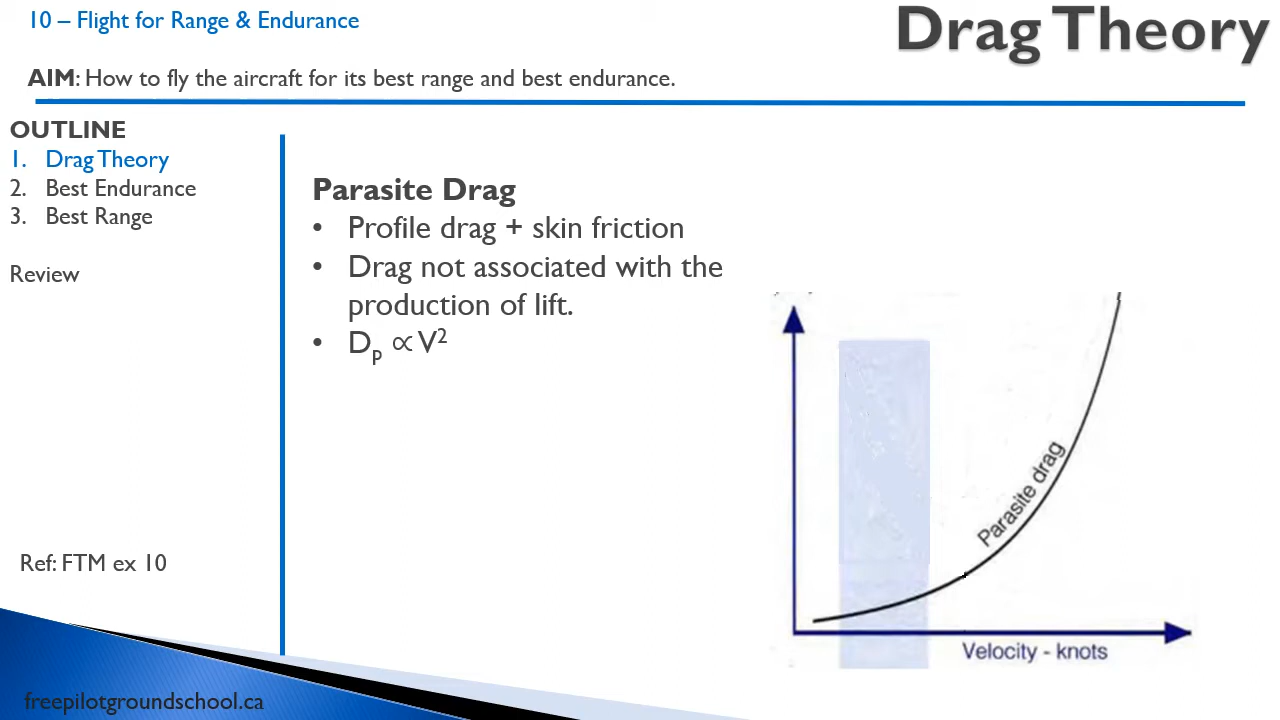 10 – Flight for Range & Endurance
Drag Theory
AIM: How to fly the aircraft for its best range and best endurance.
OUTLINE
1. Drag Theory
2. Best Endurance
3. Best Range
Review
Ref: FTM ex 10
Parasite Drag
• Profile drag + skin friction
• Drag not associated with the
production of lift.
• Dₚ ∝ V²
Parasite drag
Velocity - knots
freepilotgroundschool.ca